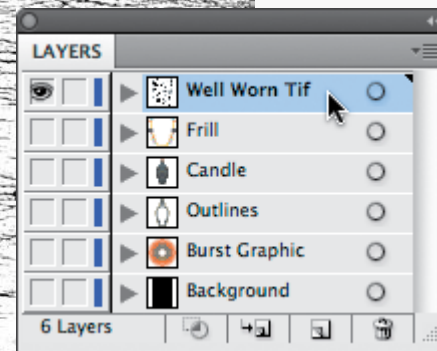 LAYERS
Well Worn Tif
Frill
Candle
Outlines
Burst Graphic
Background
6 Layers